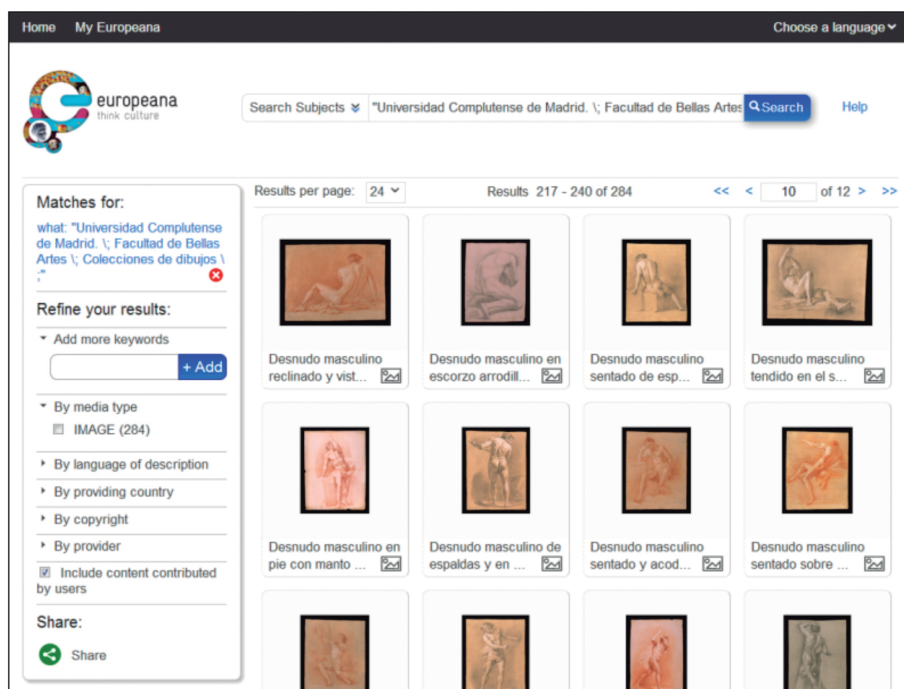 Home My Europeana Choose a language
europeana
think culture
Search Subjects "Universidad Complutense de Madrid. \; Facultad de Bellas Artes Search Help
Matches for:
what: "Universidad Complutense
de Madrid. \; Facultad de Bellas
Artes \; Colecciones de dibujos \
;"
Refine your results:
Add more keywords
+ Add
By media type
IMAGE (284)
By language of description
By providing country
By copyright
By provider
Include content contributed
by users
Share:
Share
Results per page: 24 Results 217 - 240 of 284 << < 10 of 12 > >>
Desnudo masculino
reclinado y vist...
Desnudo masculino en
escorzo arrodill...
Desnudo masculino
sentado de esp...
Desnudo masculino
tendido en el s...
Desnudo masculino en
pie con manto ...
Desnudo masculino de
espaldas y en ...
Desnudo masculino
sentado y acod...
Desnudo masculino
sentado sobre ...